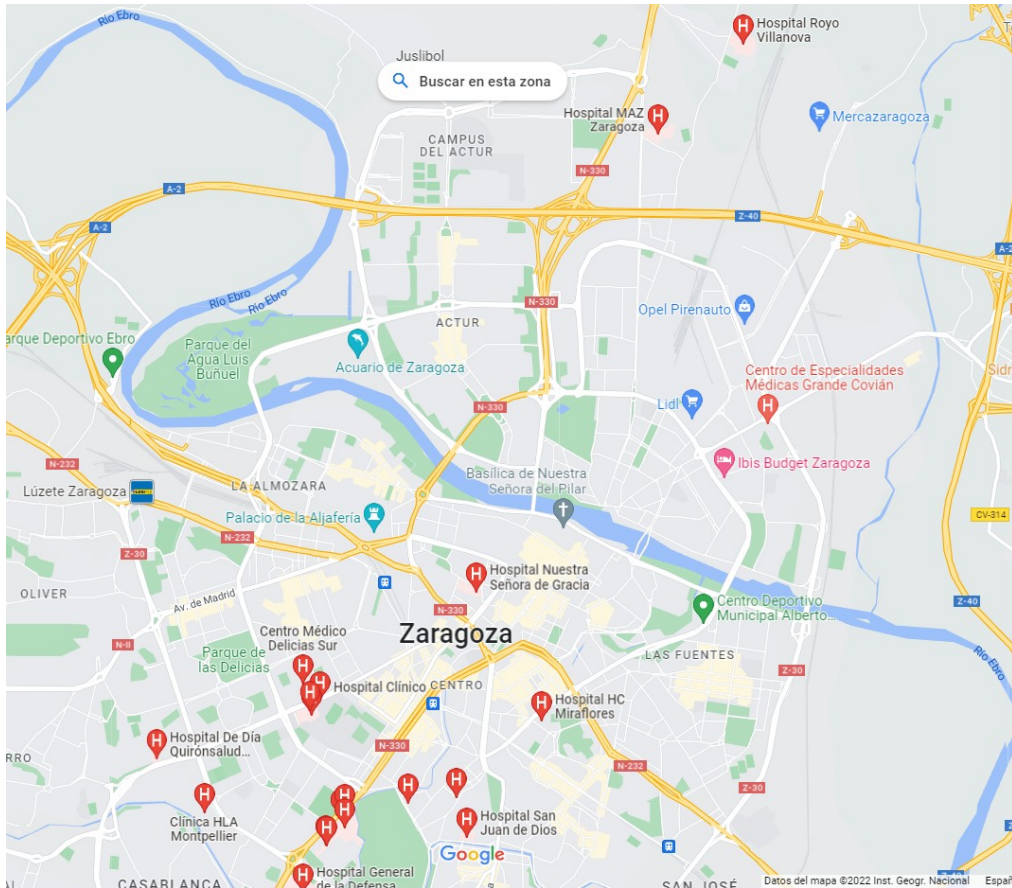 Río Ebro
Hospital Royo
Villanova
Juslibol
Buscar en esta zona
Hospital MAZ
Zaragoza
Mercazaragoza
CAMPUS
DEL ACTUR
N-330
A-2
Z-40
A-2
A-2
Río Ebro
Río Ebro
N-330
Opel Pirenauto
ACTUR
Parque del
Agua Luis
Buñuel
arque Deportivo Ebro
Acuario de Zaragoza
Centro de Especialidades
Médicas Grande Covián
Sidr
Lidl
N-330
N-232
Basílica de Nuestra
Señora del Pilar
Ibis Budget Zaragoza
LA ALMOZARA
Lúzete Zaragoza
Palacio de la Aljafería
CV-314
N-232
Z-30
Hospital Nuestra
Señora de Gracia
OLIVER
Av. de Madrid
N-330
Centro Deportivo
Municipal Alberto...
Z-40
Zaragoza
Centro Médico
Delicias Sur
N-II
Parque de
las Delicias
LAS FUENTES
Río Ebro
Z-30
Hospital Clínico
CENTRO
Hospital HC
Miraflores
Hospital De Día
Quirónsalud...
RRO
N-330
N-232
Z-30
Clínica HLA
Montpellier
Hospital San
Juan de Dios
Google
Hospital General
de la Defensa
CASABLANCA
SAN JOSÉ
Datos del mapa ©2022 Inst. Geogr. Nacional
Españ